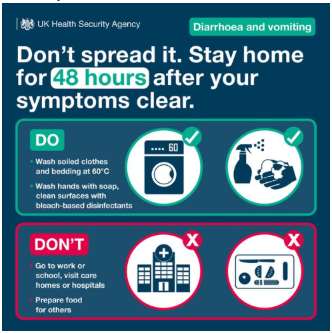 UK Health Security Agency
Diarrhoea and vomiting
Don't spread it. Stay home
for 48 hours after your
symptoms clear.
DO
• Wash soiled clothes
and bedding at 60°C
• Wash hands with soap,
clean surfaces with
bleach-based disinfectants
60
DON'T
• Go to work or
school, visit care
homes or hospitals
• Prepare food
for others